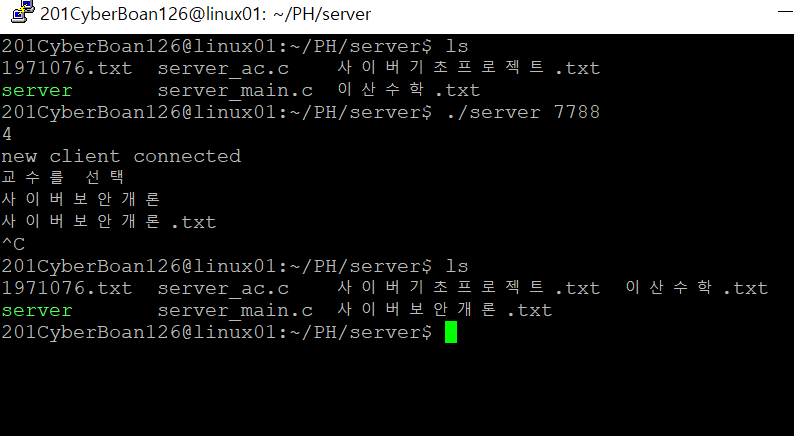 201CyberBoan126@linux01: ~/PH/server
201CyberBoan126@linux01:~/PH/server$ ls
1971076.txt server_ac.c 사이버기초프로젝트.txt
server server_main.c 이산수학.txt
201CyberBoan126@linux01:~/PH/server$ ./server 7788
4
new client connected
교수를 선택
사이버보안개론
사이버보안개론.txt
^C
201CyberBoan126@linux01:~/PH/server$ ls
1971076.txt server_ac.c 사이버기초프로젝트.txt 이산수학.txt
server server_main.c 사이버보안개론.txt
201CyberBoan126@linux01:~/PH/server$